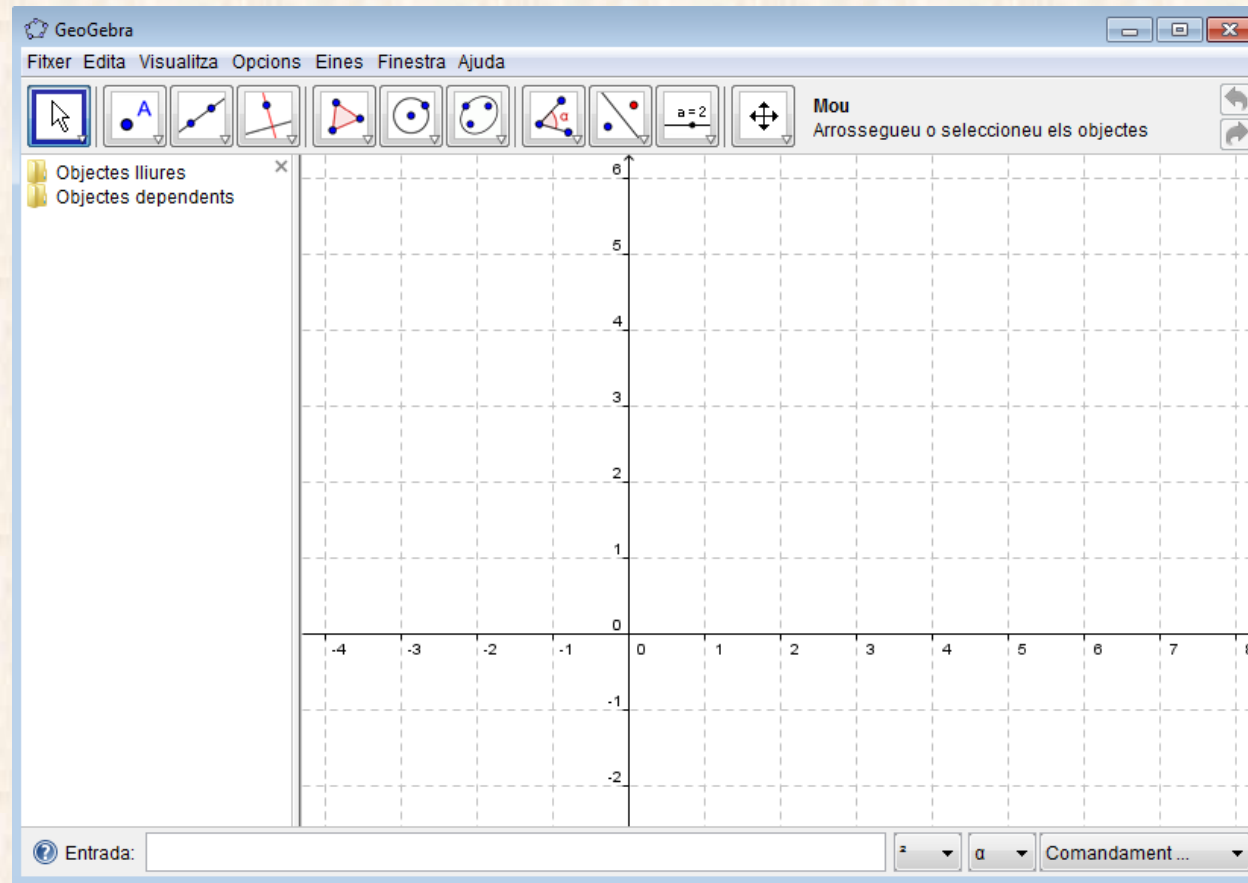 GeoGebra
Fitxer Edita Visualitza Opcions Eines Finestra Ajuda
A
α
a=2
Mou
Arrossegueu o seleccioneu els objectes
Objectes lliures
Objectes dependents
6
5
4
3
2
1
0
-4 -3 -2 -1 0 1 2 3 4 5 6 7 8
-1
-2
Entrada: ² α Comandament ...